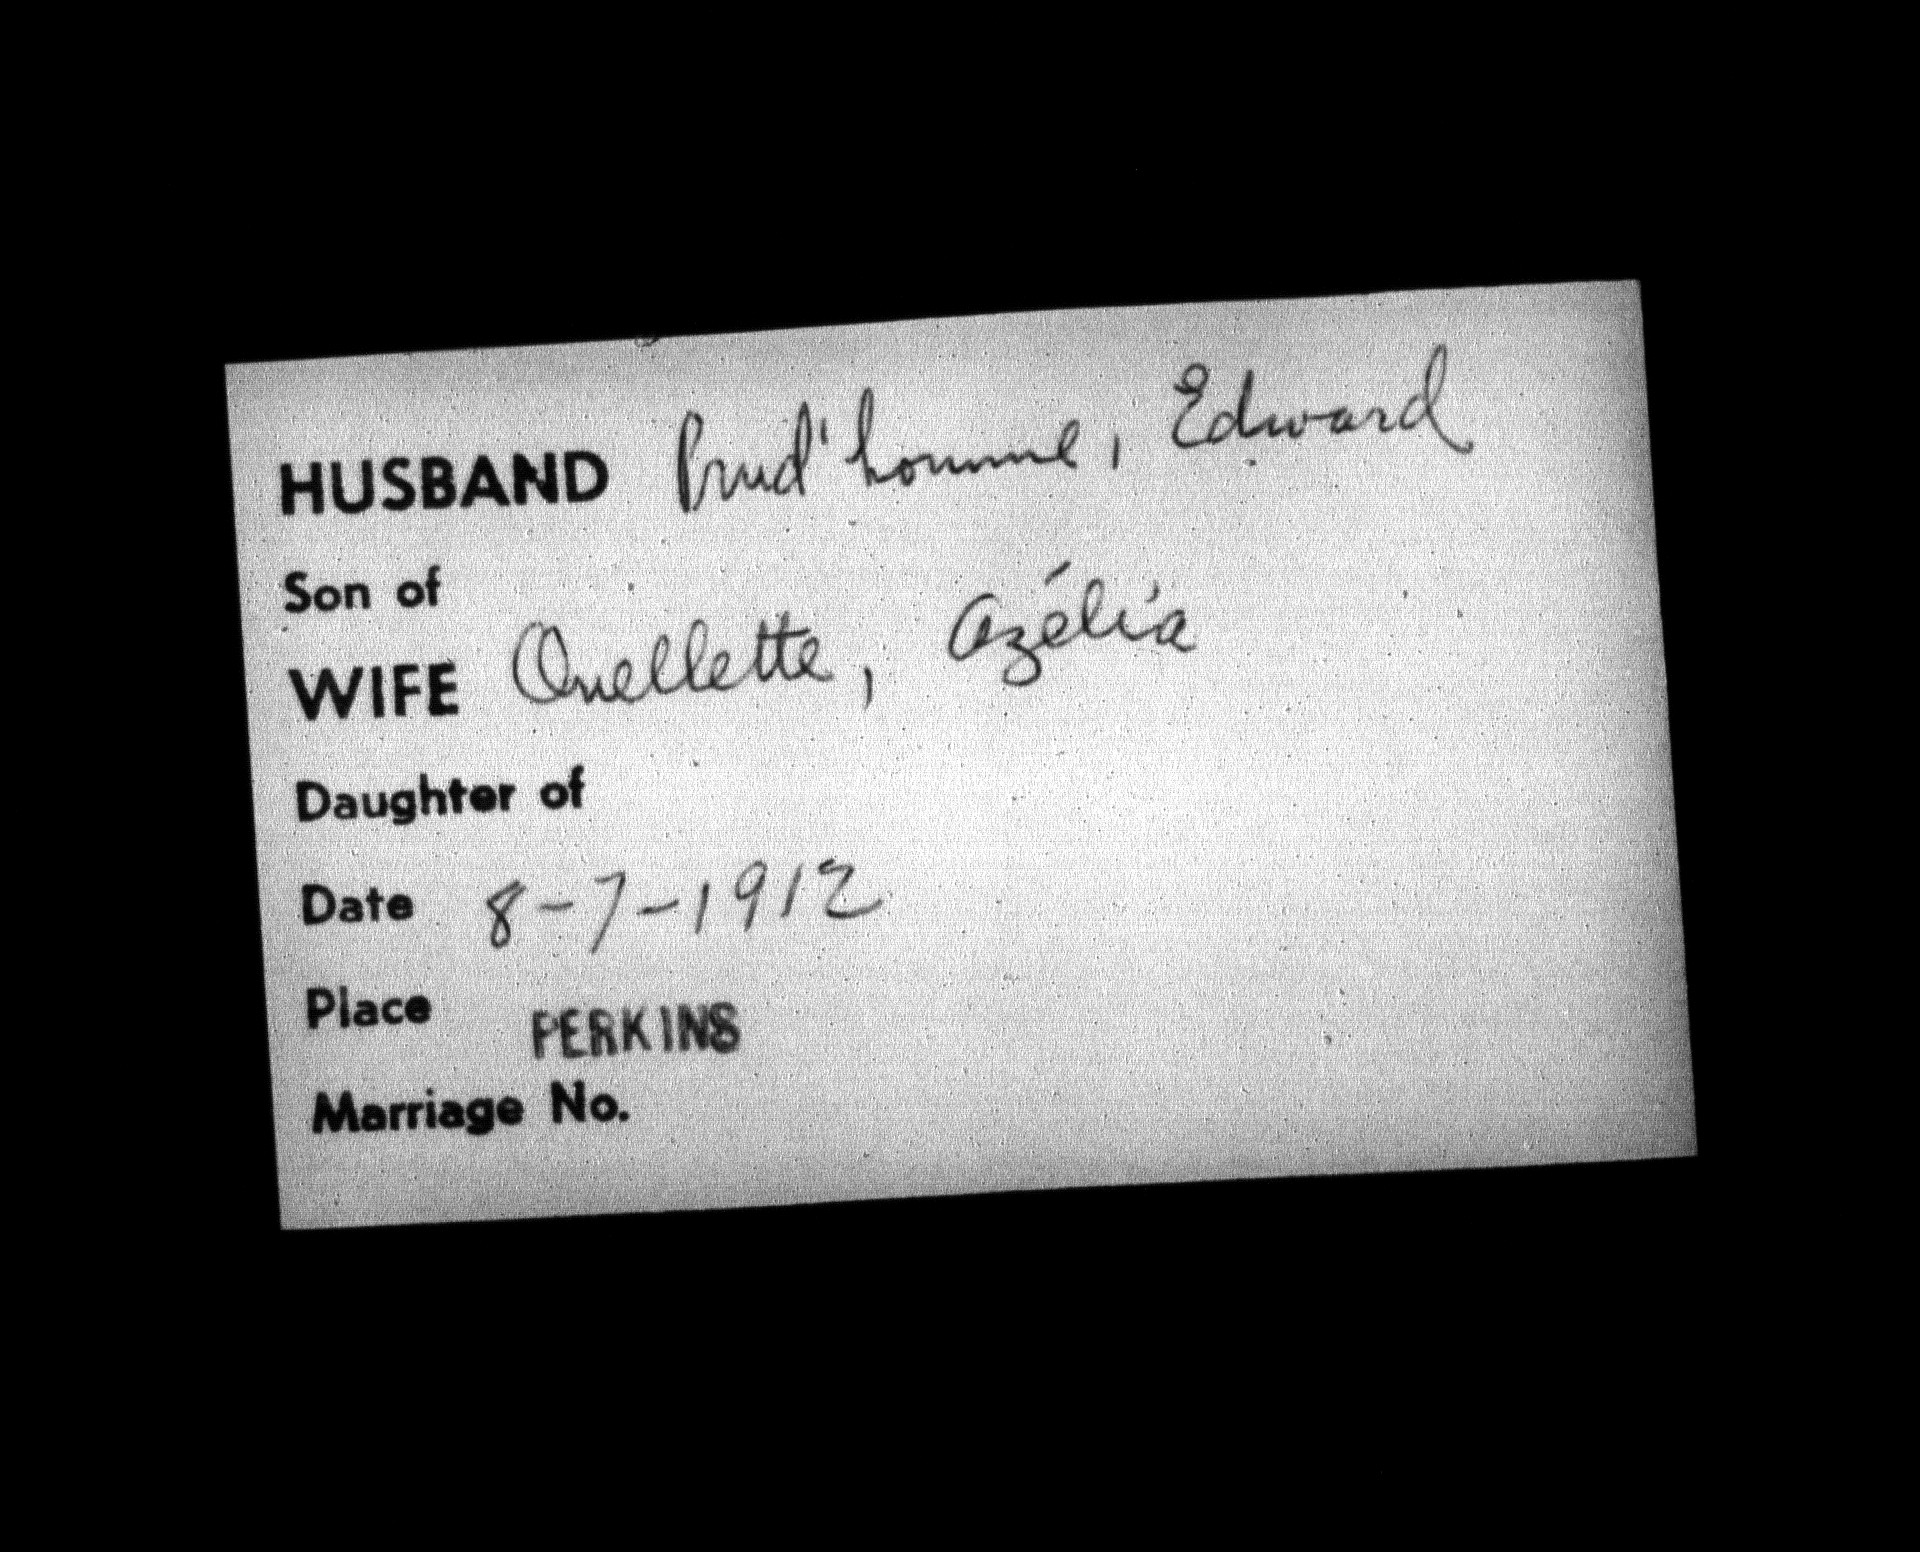 HUSBAND Prud'homme, Edward
Son of
WIFE Ouellette, Azélia
Daughter of
Date 8-7-1912
Place PERKINS
Marriage No.